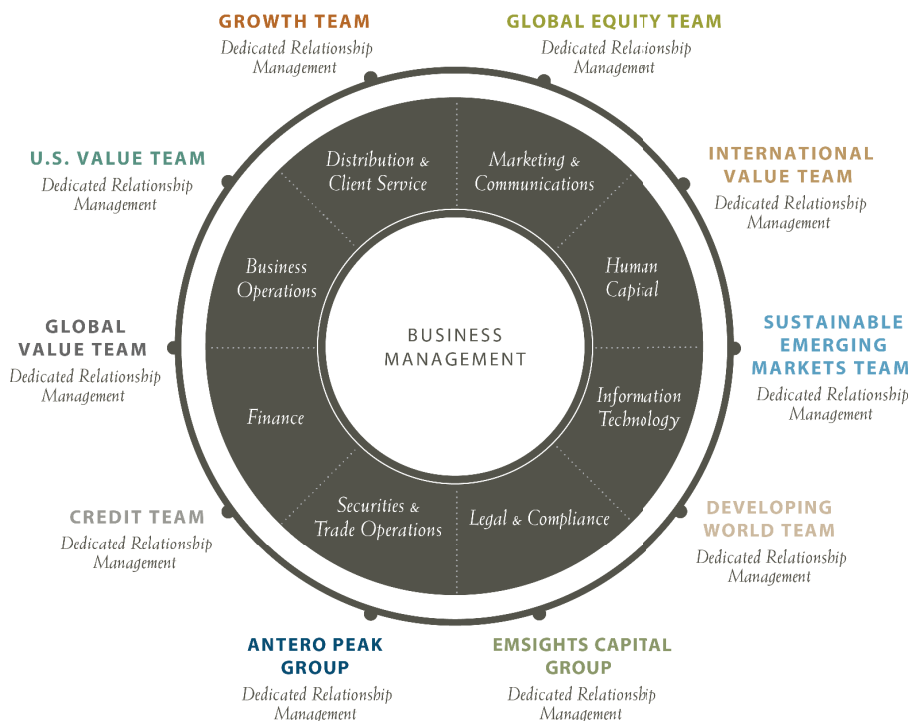 GROWTH TEAM
Dedicated Relationship
Management
GLOBAL EQUITY TEAM
Dedicated Relationship
Management
U.S. VALUE TEAM
Dedicated Relationship
Management
INTERNATIONAL
VALUE TEAM
Dedicated Relationship
Management
Distribution &
Client Service
Marketing &
Communications
Business
Operations
Human
Capital
GLOBAL
VALUE TEAM
Dedicated Relationship
Management
BUSINESS
MANAGEMENT
SUSTAINABLE
EMERGING
MARKETS TEAM
Dedicated Relationship
Management
Finance
Information
Technology
Securities &
Trade Operations
Legal & Compliance
CREDIT TEAM
Dedicated Relationship
Management
DEVELOPING
WORLD TEAM
Dedicated Relationship
Management
ANTERO PEAK
GROUP
Dedicated Relationship
Management
EMSIGHTS CAPITAL
GROUP
Dedicated Relationship
Management